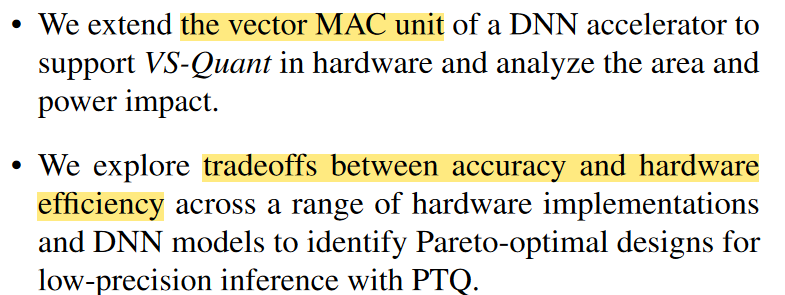 • We extend the vector MAC unit of a DNN accelerator to
support VS-Quant in hardware and analyze the area and
power impact.
• We explore tradeoffs between accuracy and hardware
efficiency across a range of hardware implementations
and DNN models to identify Pareto-optimal designs for
low-precision inference with PTQ.